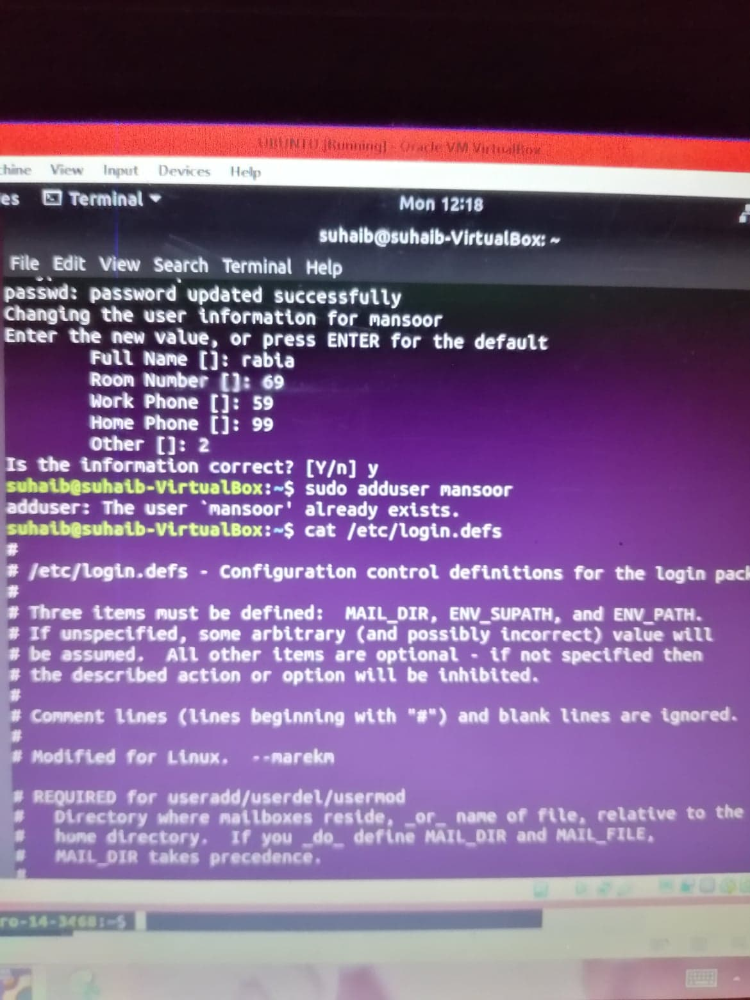 UBUNTU [Running] - Oracle VM VirtualBox
View Input Devices Help
es Terminal Mon 12:18
suhaib@suhaib-VirtualBox: ~
File Edit View Search Terminal Help
passwd: password updated successfully
Changing the user information for mansoor
Enter the new value, or press ENTER for the default
Full Name []: rabia
Room Number []: 69
Work Phone []: 59
Home Phone []: 99
Other []: 2
Is the information correct? [Y/n] y
suhaib@suhaib-VirtualBox:~$ sudo adduser mansoor
adduser: The user `mansoor' already exists.
suhaib@suhaib-VirtualBox:~$ cat /etc/login.defs
#
# /etc/login.defs - Configuration control definitions for the login pack
#
# Three items must be defined:  MAIL_DIR, ENV_SUPATH, and ENV_PATH.
# If unspecified, some arbitrary (and possibly incorrect) value will
# be assumed.  All other items are optional - if not specified then
# the described action or option will be inhibited.
#
# Comment lines (lines beginning with "#") and blank lines are ignored.
#
# Modified for Linux.  --marekm
# REQUIRED for useradd/userdel/usermod
#   Directory where mailboxes reside, _or_ name of file, relative to the
#   home directory.  If you _do_ define MAIL_DIR and MAIL_FILE,
#   MAIL_DIR takes precedence.
#
ro-14-3468:~$